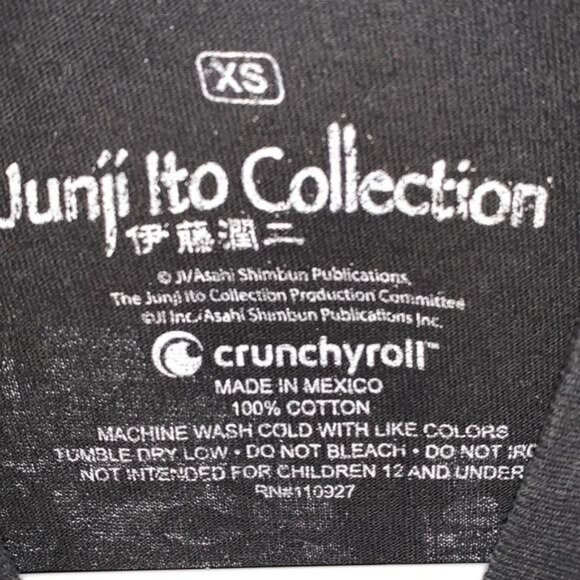 XS
Junji Ito Collection
伊藤潤二
© JI/Asahi Shimbun Publications,
The Junji Ito Collection Production Committee
©JI Inc./Asahi Shimbun Publications Inc.
crunchyroll™
MADE IN MEXICO
100% COTTON
MACHINE WASH COLD WITH LIKE COLORS
TUMBLE DRY LOW • DO NOT BLEACH • DO NOT IRO
NOT INTENDED FOR CHILDREN 12 AND UNDER
RN#110927